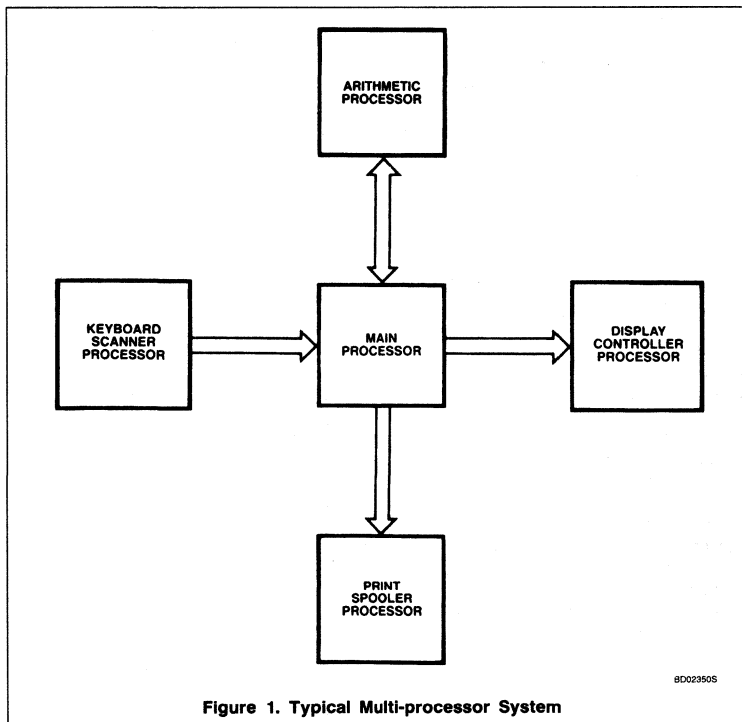 ARITHMETIC
PROCESSOR
KEYBOARD
SCANNER
PROCESSOR
MAIN
PROCESSOR
DISPLAY
CONTROLLER
PROCESSOR
PRINT
SPOOLER
PROCESSOR
BD02350S
Figure 1. Typical Multi-processor System